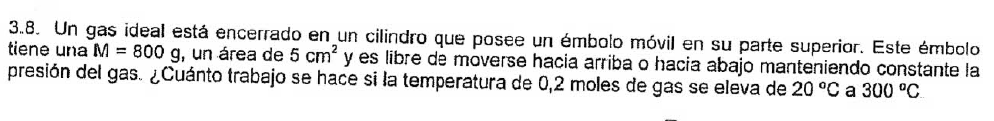 3.8. Un gas ideal está encerrado en un cilindro que posee un émbolo móvil en su parte superior. Este émbolo
tiene una M = 800 g, un área de 5 cm² y es libre de moverse hacia arriba o hacia abajo manteniendo constante la
presión del gas. ¿Cuánto trabajo se hace si la temperatura de 0,2 moles de gas se eleva de 20 ºC a 300 ºC